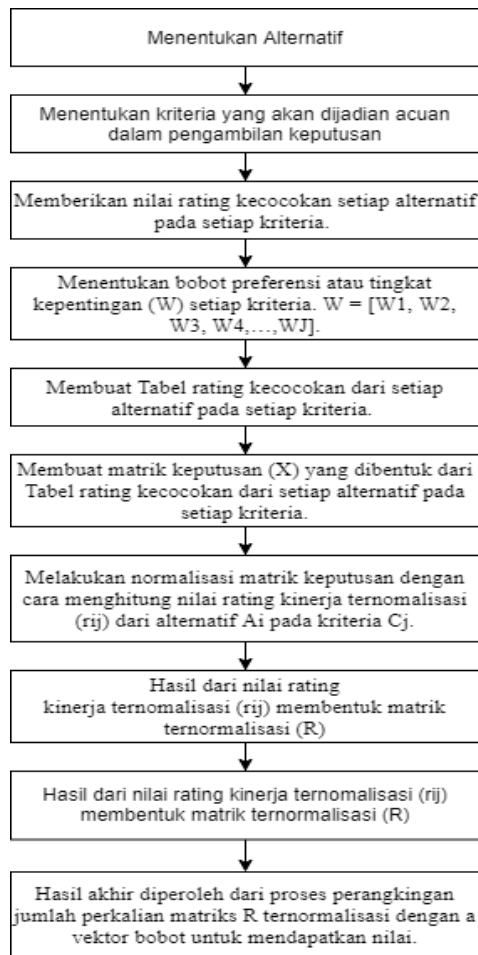 Menentukan Alternatif
Menentukan kriteria yang akan dijadian acuan
dalam pengambilan keputusan
Memberikan nilai rating kecocokan setiap alternatif
pada setiap kriteria.
Menentukan bobot preferensi atau tingkat
kepentingan (W) setiap kriteria. W = [W1, W2,
W3, W4,...,WJ].
Membuat Tabel rating kecocokan dari setiap
alternatif pada setiap kriteria.
Membuat matrik keputusan (X) yang dibentuk dari
Tabel rating kecocokan dari setiap alternatif pada
setiap kriteria.
Melakukan normalisasi matrik keputusan dengan
cara menghitung nilai rating kinerja ternomalisasi
(rij) dari alternatif Ai pada kriteria Cj.
Hasil dari nilai rating
kinerja ternomalisasi (rij) membentuk matrik
ternormalisasi (R)
Hasil dari nilai rating kinerja ternomalisasi (rij)
membentuk matrik ternormalisasi (R)
Hasil akhir diperoleh dari proses perangkingan
jumlah perkalian matriks R ternormalisasi dengan a
vektor bobot untuk mendapatkan nilai.